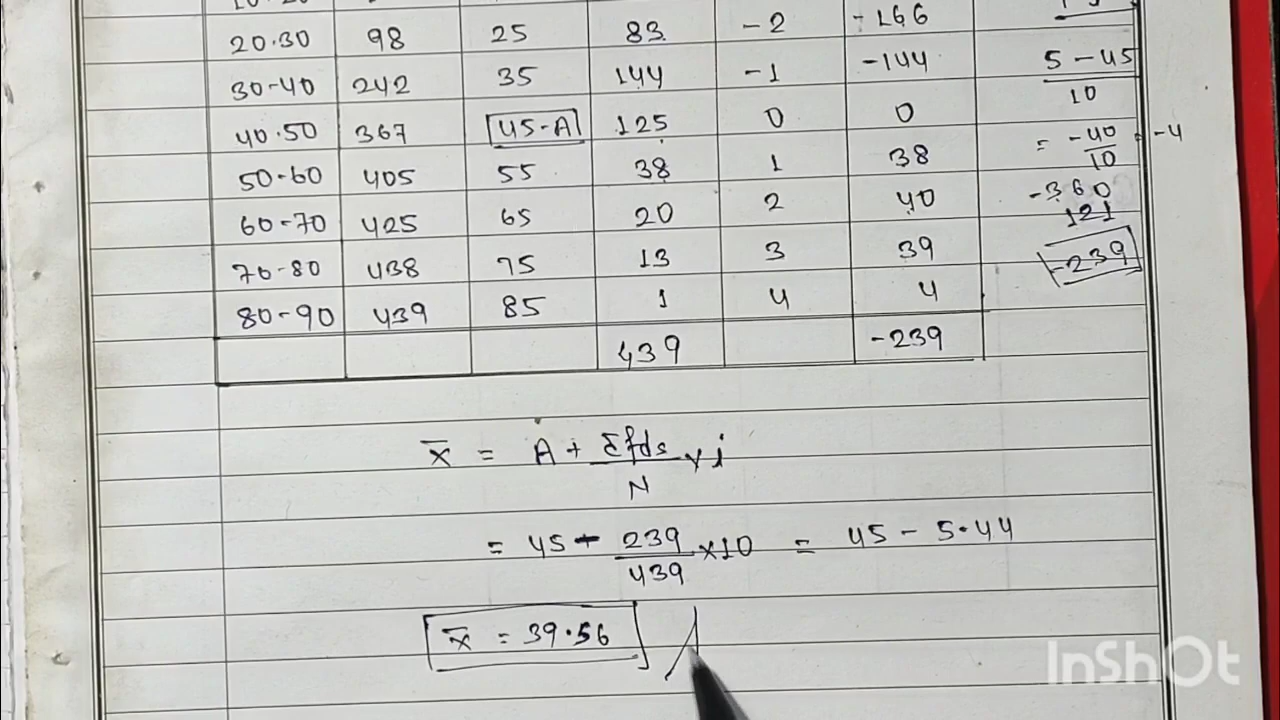 20.30 98 25 83 -2 -166
30-40 242 35 144 -1 -144 5-45
40.50 367 45-A 125 0 0 10
50-60 405 55 38 1 38 = -40 = -4
10
60-70 425 65 20 2 40 -360
121
70-80 438 75 13 3 39 -239
80-90 439 85 1 4 4
439 -239
x̄ = A + Σfds × i
N
= 45 - 239 × 10 = 45 - 5.44
439
x̄ = 39.56
InShOt